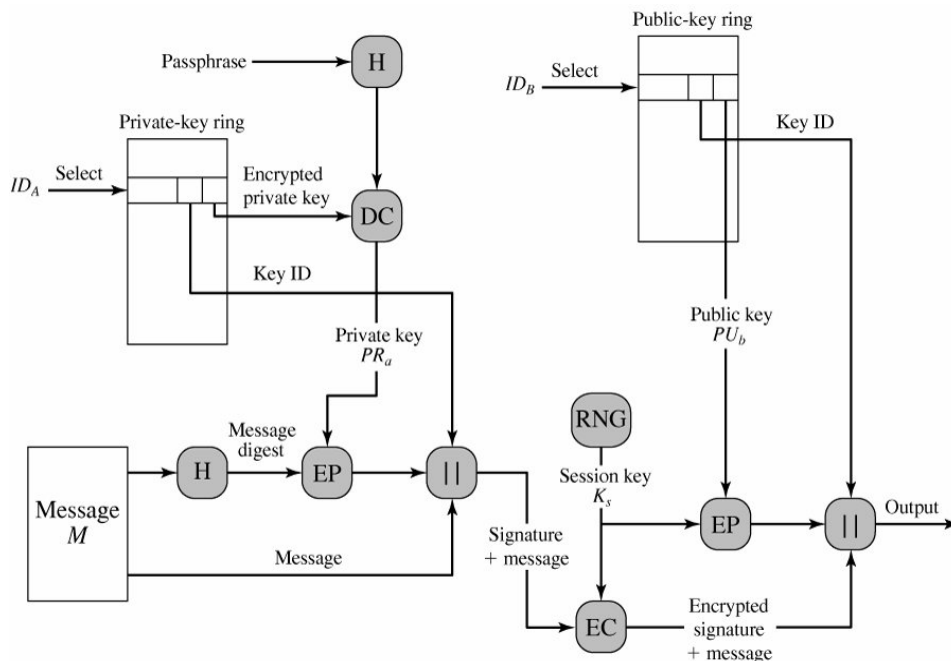 Public-key ring
Passphrase
H
ID_B
Select
Private-key ring
Key ID
ID_A
Select
Encrypted
private key
DC
Key ID
Private key
PR_a
Public key
PU_b
RNG
Message
digest
Session key
K_s
H
EP
||
Message
M
EP
||
Output
Signature
+ message
Message
EC
Encrypted
signature
+ message